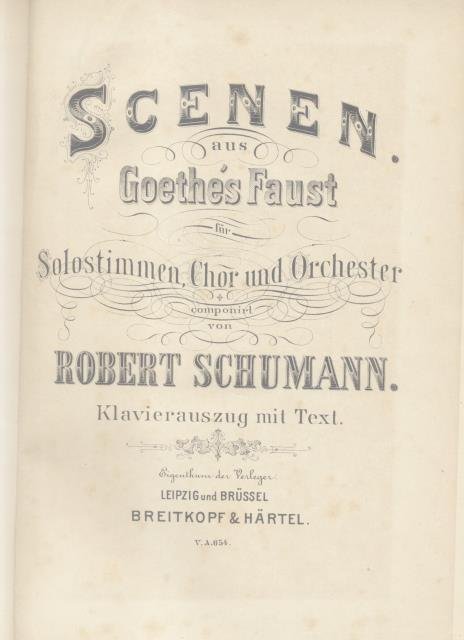 SCENEN.
aus
Goethe's Faust
für
Solostimmen, Chor und Orchester
componirt
von
ROBERT SCHUMANN.
Klavierauszug mit Text.
Eigenthum der Verleger.
LEIPZIG und BRÜSSEL
BREITKOPF & HÄRTEL.
V.A.654.